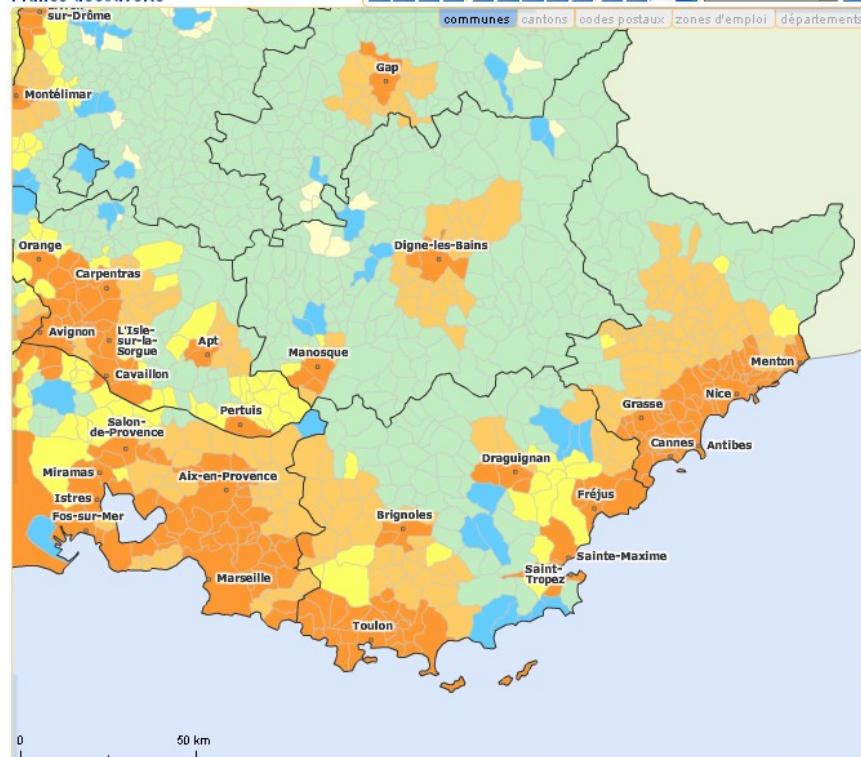 sur-Drôme
communes
cantons
codes postaux
zones d'emploi
départements
Gap
Montélimar
Orange
Digne-les-Bains
Carpentras
Avignon
L'Isle-
sur-la-
Sorgue
Apt
Manosque
Menton
Cavaillon
Nice
Pertuis
Grasse
Salon-
de-Provence
Cannes
Antibes
Draguignan
Miramas
Aix-en-Provence
Istres
Fréjus
Fos-sur-Mer
Brignoles
Sainte-Maxime
Saint-
Tropez
Marseille
Toulon
0
50 km